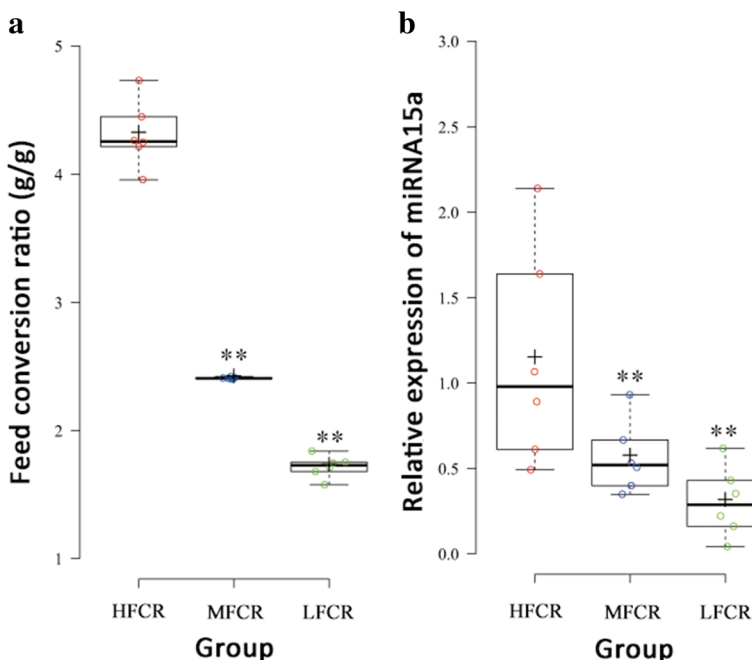 a
Feed conversion ratio (g/g)
5
4
3
2
1
**
**
HFCR MFCR LFCR
Group
b
Relative expression of miRNA15a
3.0
2.5
2.0
1.5
1.0
0.5
0.0
**
**
HFCR MFCR LFCR
Group